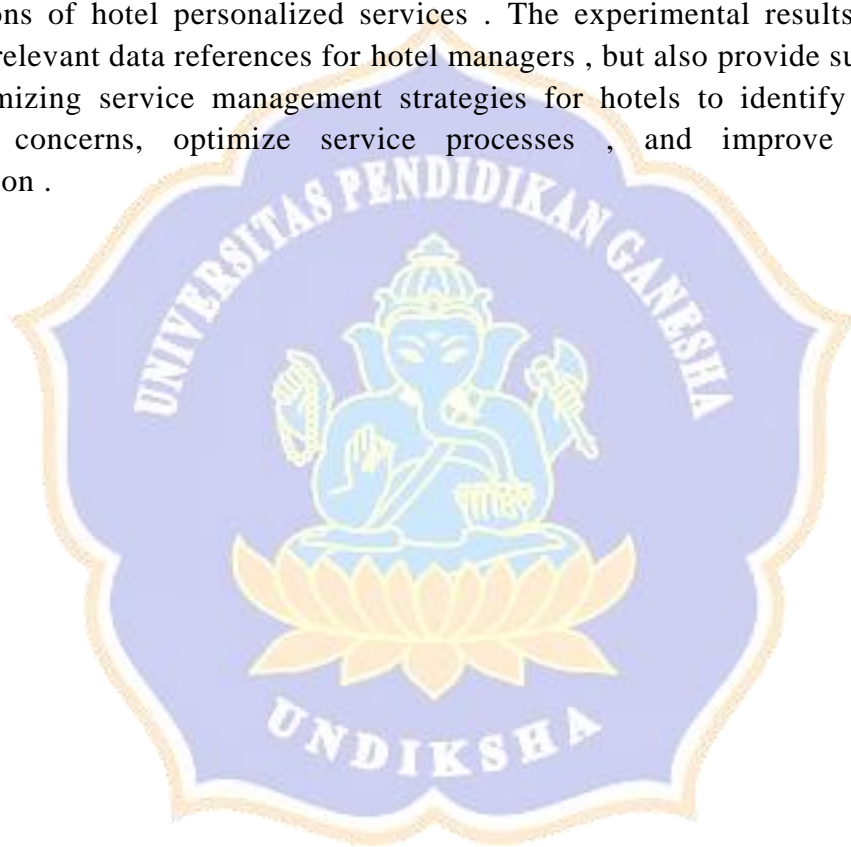 ons of hotel personalized services . The experimental results
relevant data references for hotel managers , but also provide su
mizing service management strategies for hotels to identify
concerns, optimize service processes , and improve
on .
UNIVERSITAS PENDIDIKAN GANESHA
UNDIKSHA